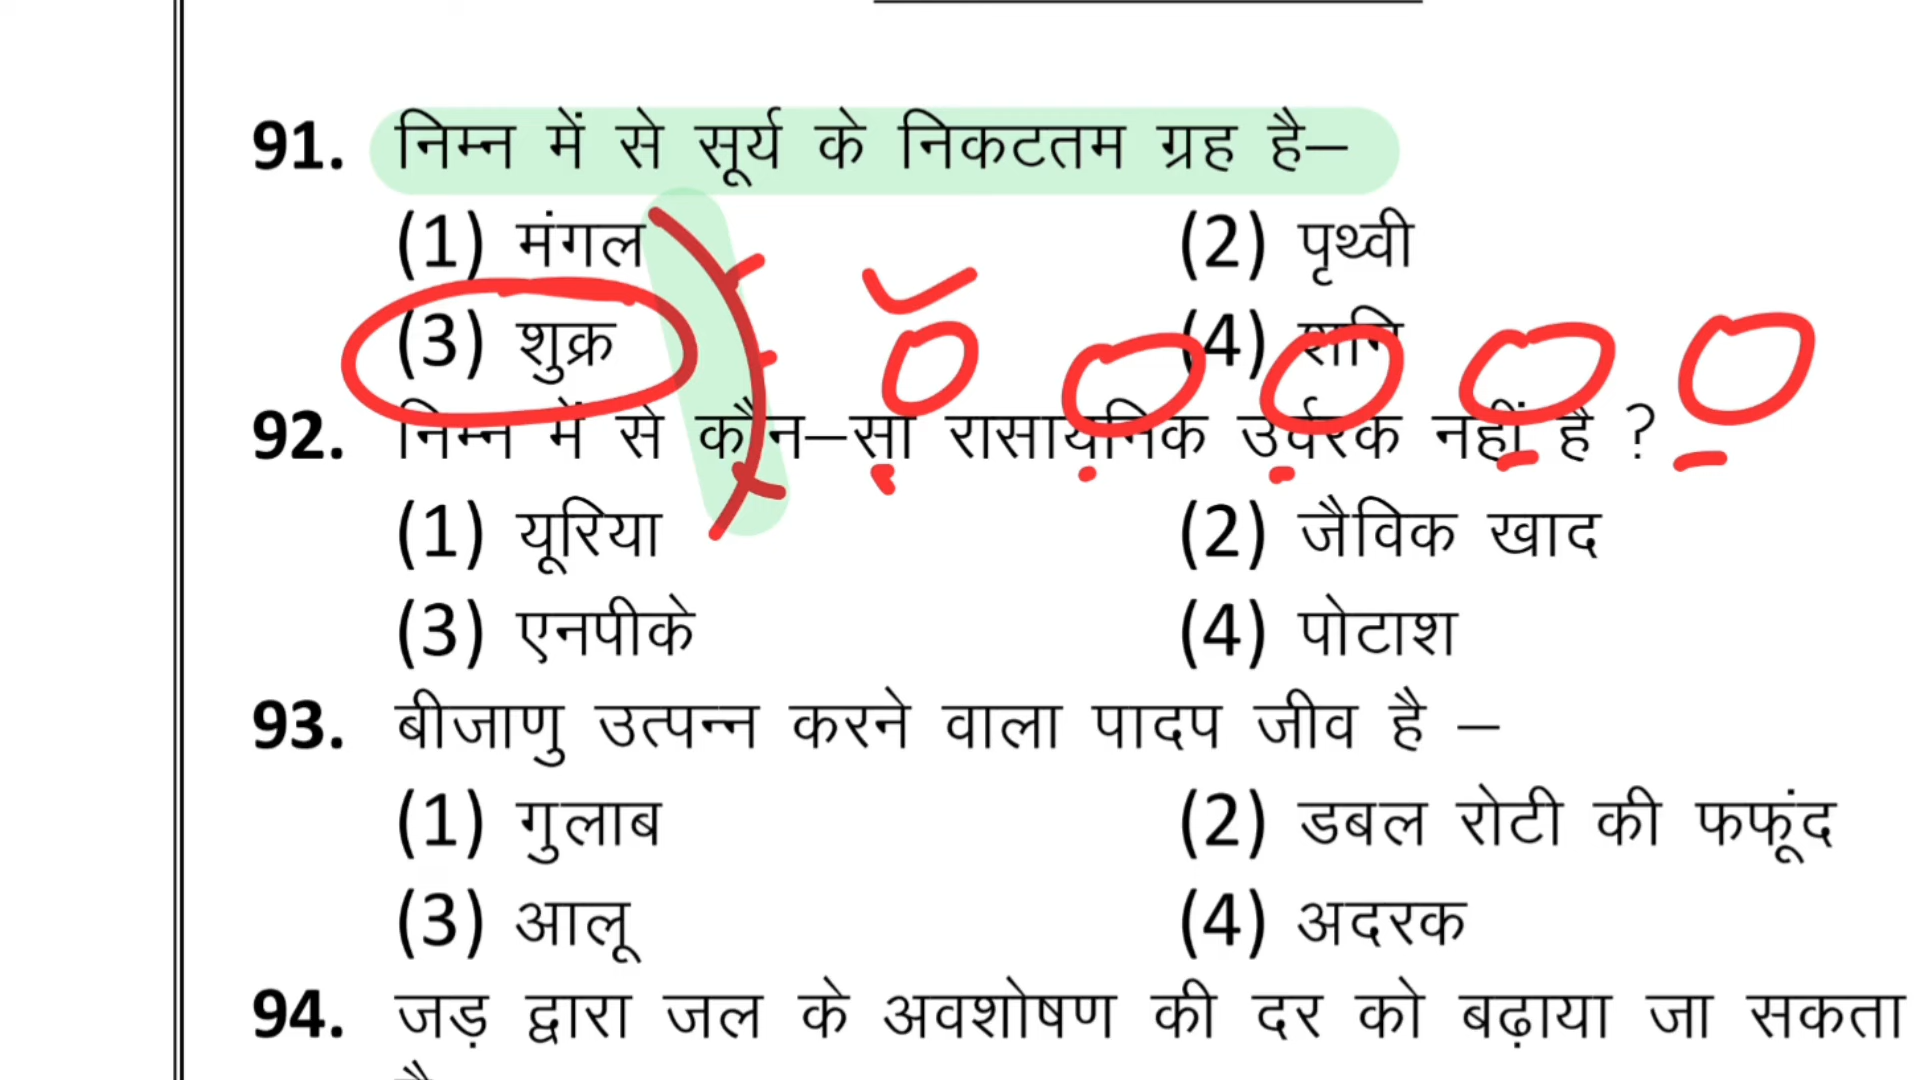 91. निम्न में से सूर्य के निकटतम ग्रह है–
(1) मंगल (2) पृथ्वी
(3) शुक्र (4) शनि
92. निम्न में से कौन–सा रासायनिक उर्वरक नहीं है ?
(1) यूरिया (2) जैविक खाद
(3) एनपीके (4) पोटाश
93. बीजाणु उत्पन्न करने वाला पादप जीव है –
(1) गुलाब (2) डबल रोटी की फफूंद
(3) आलू (4) अदरक
94. जड़ द्वारा जल के अवशोषण की दर को बढ़ाया जा सकता